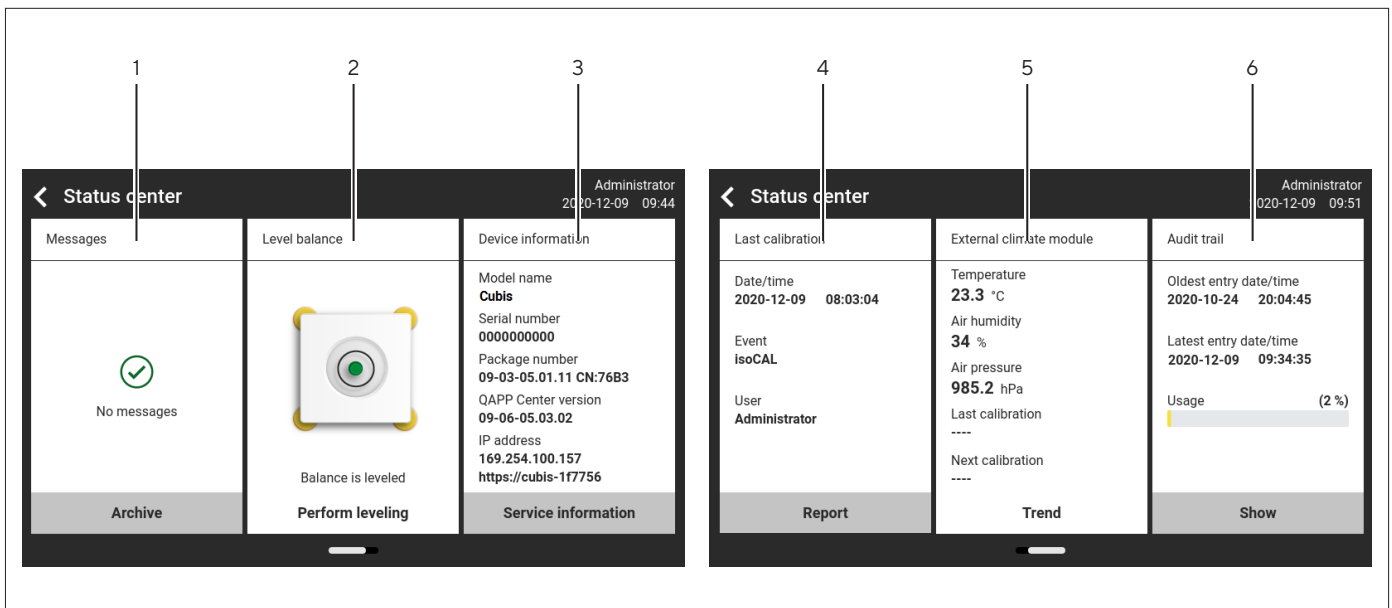 1 2 3 4 5 6
Status center
Administrator
2020-12-09 09:44
Messages
No messages
Archive
Level balance
Balance is leveled
Perform leveling
Device information
Model name
Cubis
Serial number
0000000000
Package number
09-03-05.01.11 CN:76B3
QAPP Center version
09-06-05.03.02
IP address
169.254.100.157
https://cubis-1f7756
Service information
Status center
Administrator
2020-12-09 09:51
Last calibration
Date/time
2020-12-09 08:03:04
Event
isoCAL
User
Administrator
Report
External climate module
Temperature
23.3 °C
Air humidity
34 %
Air pressure
985.2 hPa
Last calibration
----
Next calibration
----
Trend
Audit trail
Oldest entry date/time
2020-10-24 20:04:45
Latest entry date/time
2020-12-09 09:34:35
Usage (2 %)
Show